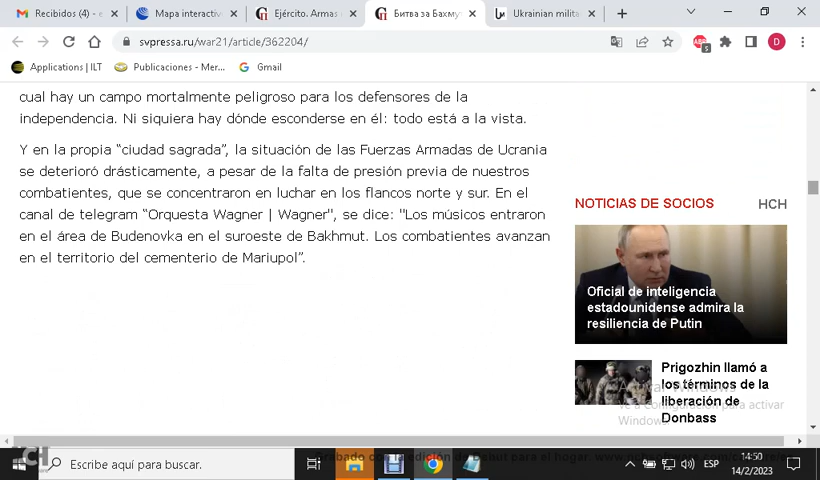 Recibidos (4) - e
Mapa interactiv
Ejército. Armas
Битва за Бахму
Ukrainian milita
svpressa.ru/war21/article/362204/
Applications | ILT
Publicaciones - Mer...
Gmail
cual hay un campo mortalmente peligroso para los defensores de la
independencia. Ni siquiera hay dónde esconderse en él: todo está a la vista.
Y en la propia “ciudad sagrada”, la situación de las Fuerzas Armadas de Ucrania
se deterioró drásticamente, a pesar de la falta de presión previa de nuestros
combatientes, que se concentraron en luchar en los flancos norte y sur. En el
canal de telegram “Orquesta Wagner | Wagner", se dice: "Los músicos entraron
en el área de Budenovka en el suroeste de Bakhmut. Los combatientes avanzan
en el territorio del cementerio de Mariupol”.
NOTICIAS DE SOCIOS
НСН
Oficial de inteligencia
estadounidense admira la
resiliencia de Putin
Prigozhin llamó a
los términos de la
liberación de
Donbass
Activar Windows
Ve a Configuración para activar
Windows.
Escribe aquí para buscar.
ESP
14:50
14/2/2023